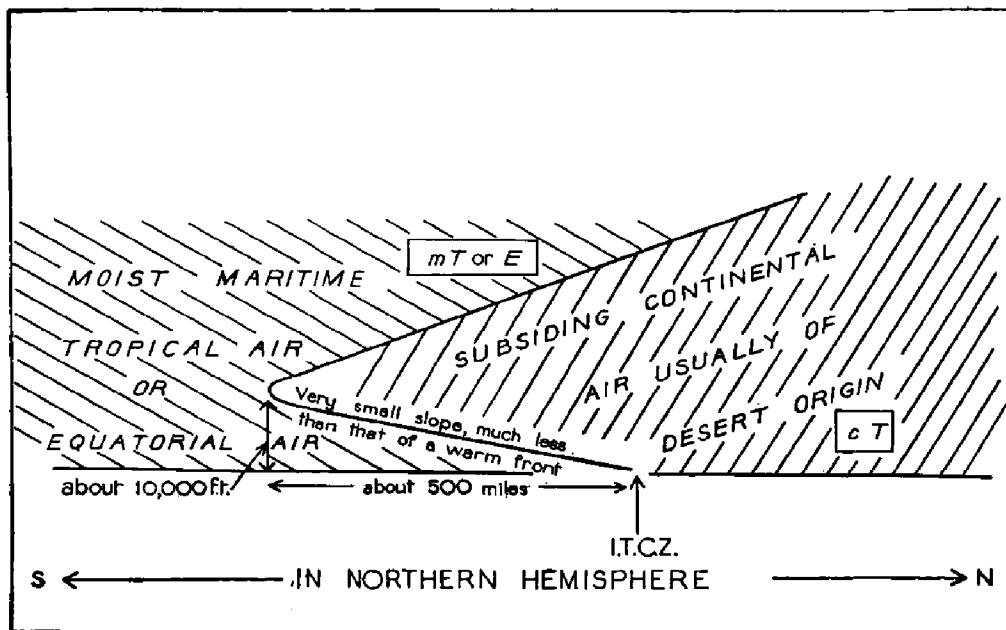 mT or E
MOIST MARITIME
TROPICAL AIR
OR
EQUATORIAL AIR
SUBSIDING CONTINENTAL
AIR USUALLY OF
DESERT ORIGIN
cT
Very small slope, much less
than that of a warm front
about 10,000 ft.
about 500 miles
I.T.C.Z.
S
IN NORTHERN HEMISPHERE
N